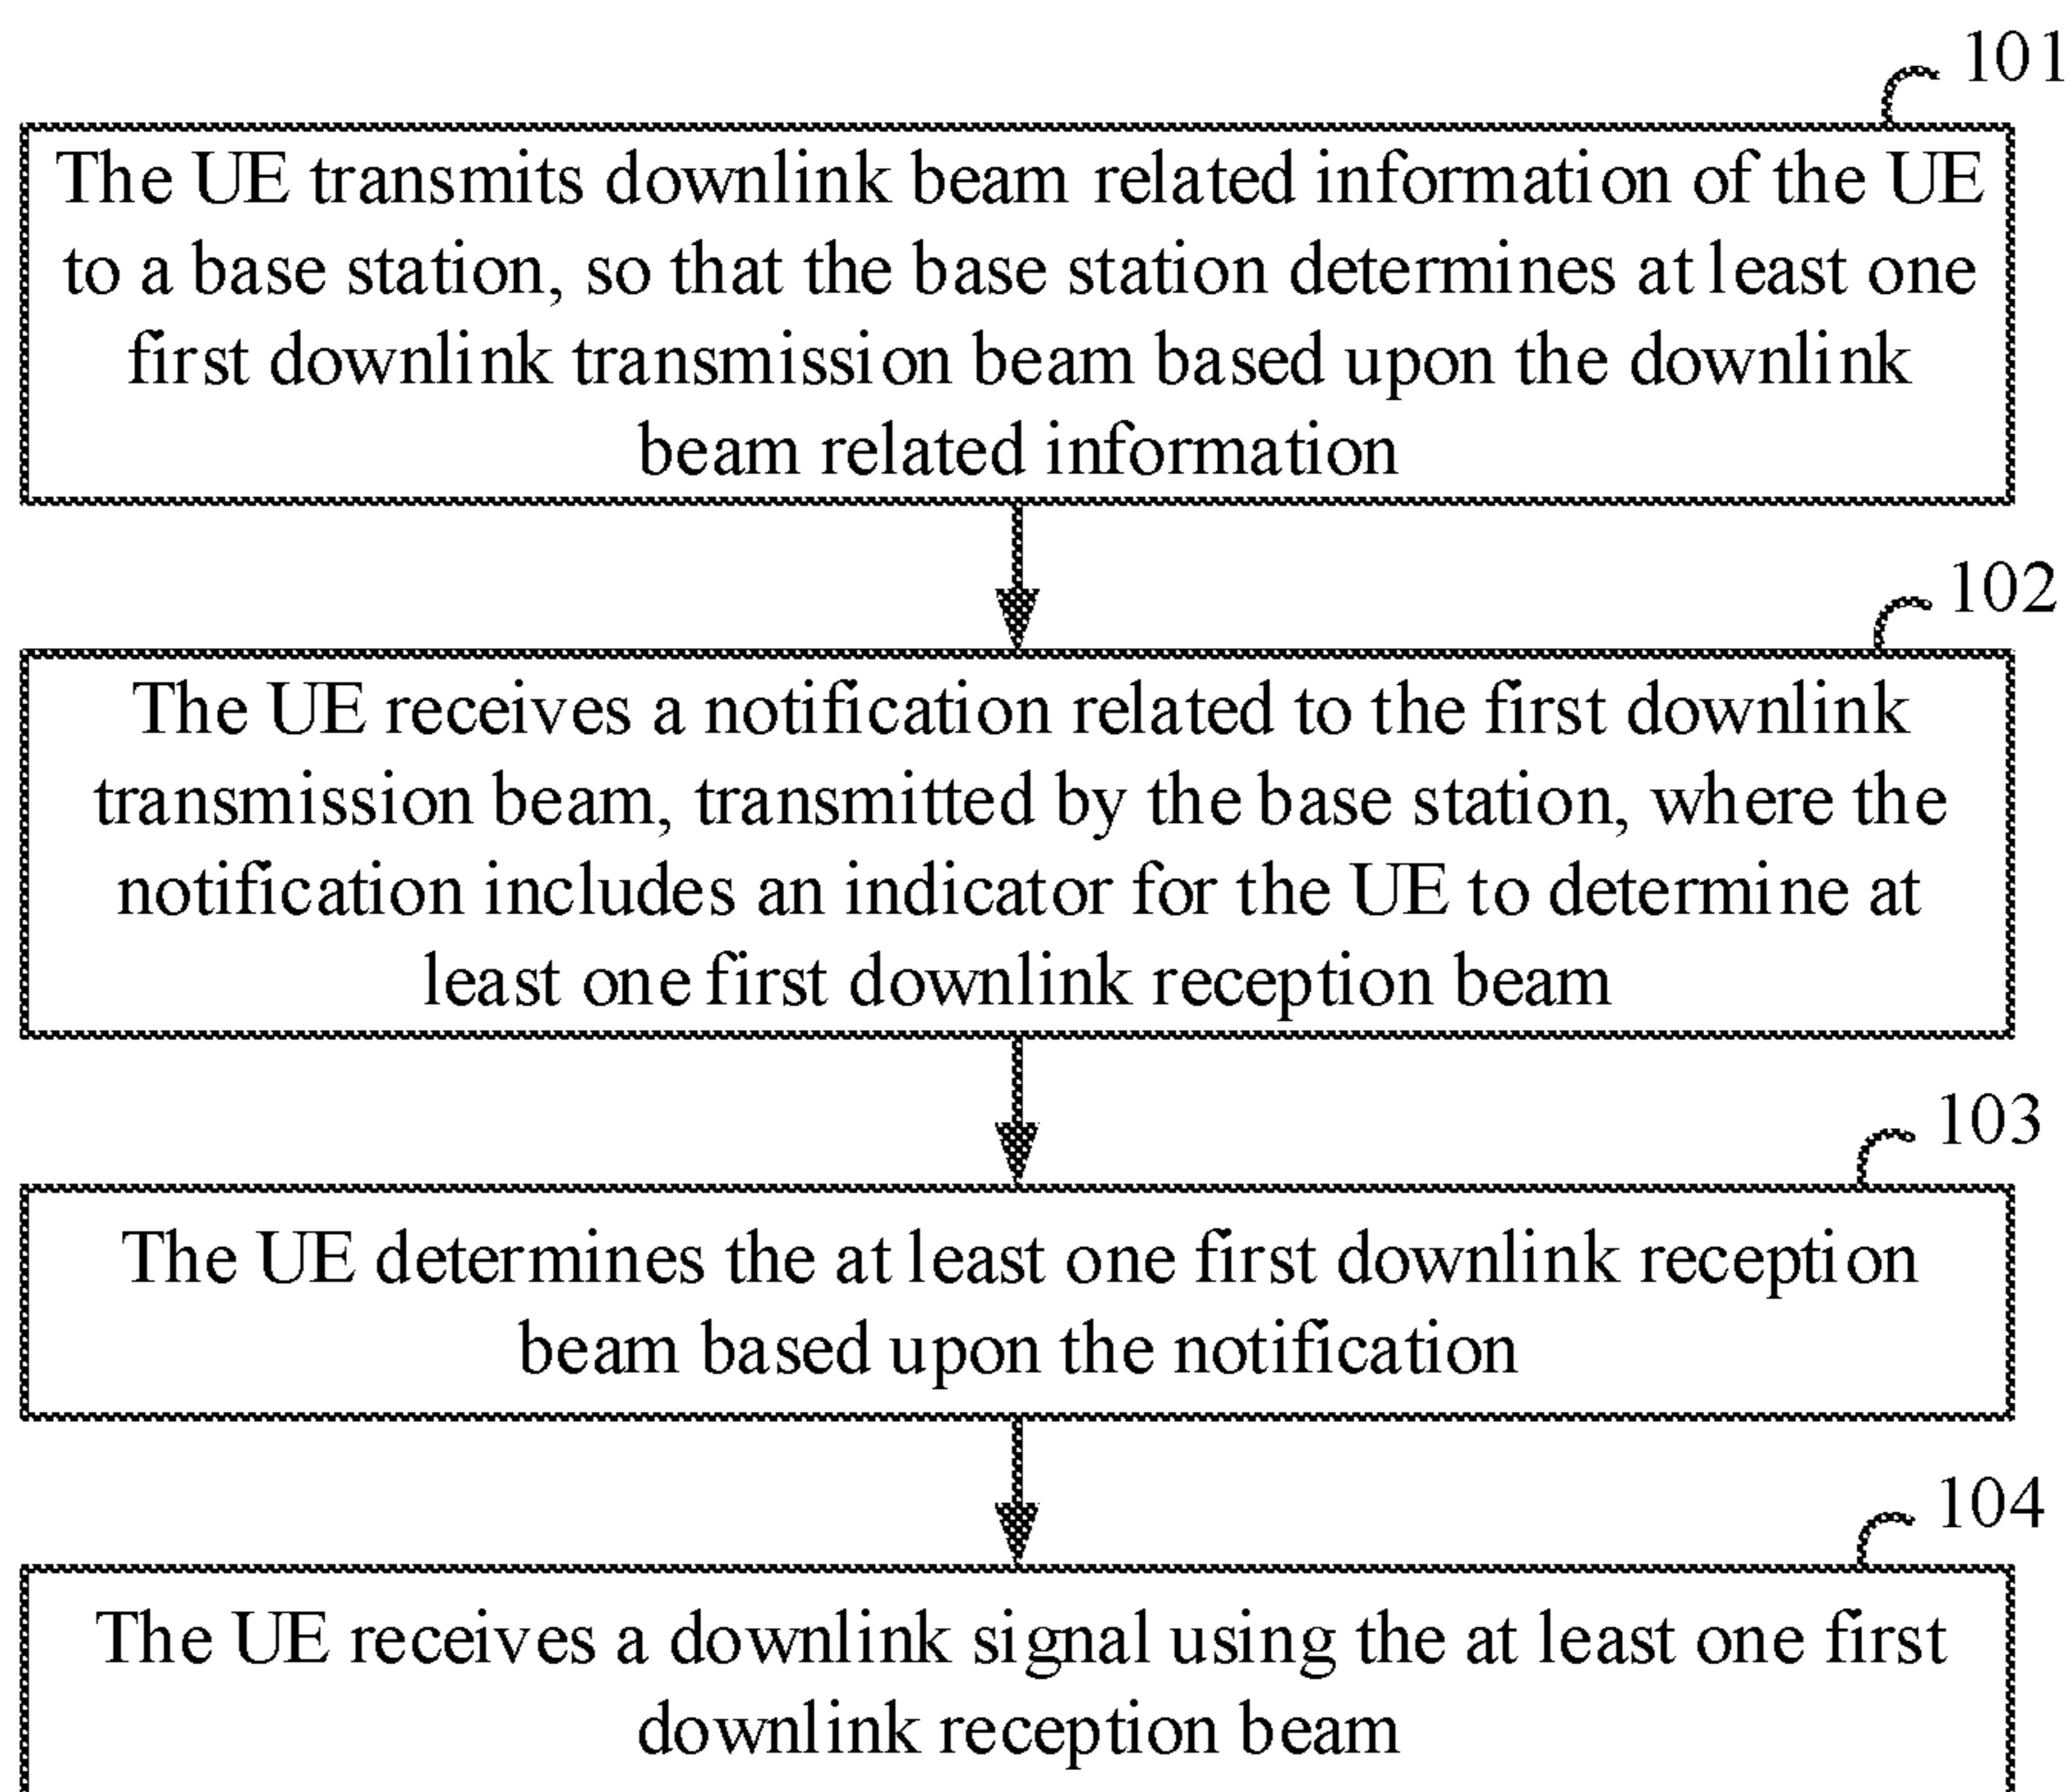 101
The UE transmits downlink beam related information of the UE
to a base station, so that the base station determines at least one
first downlink transmission beam based upon the downlink
beam related information
102
The UE receives a notification related to the first downlink
transmission beam, transmitted by the base station, where the
notification includes an indicator for the UE to determine at
least one first downlink reception beam
103
The UE determines the at least one first downlink reception
beam based upon the notification
104
The UE receives a downlink signal using the at least one first
downlink reception beam